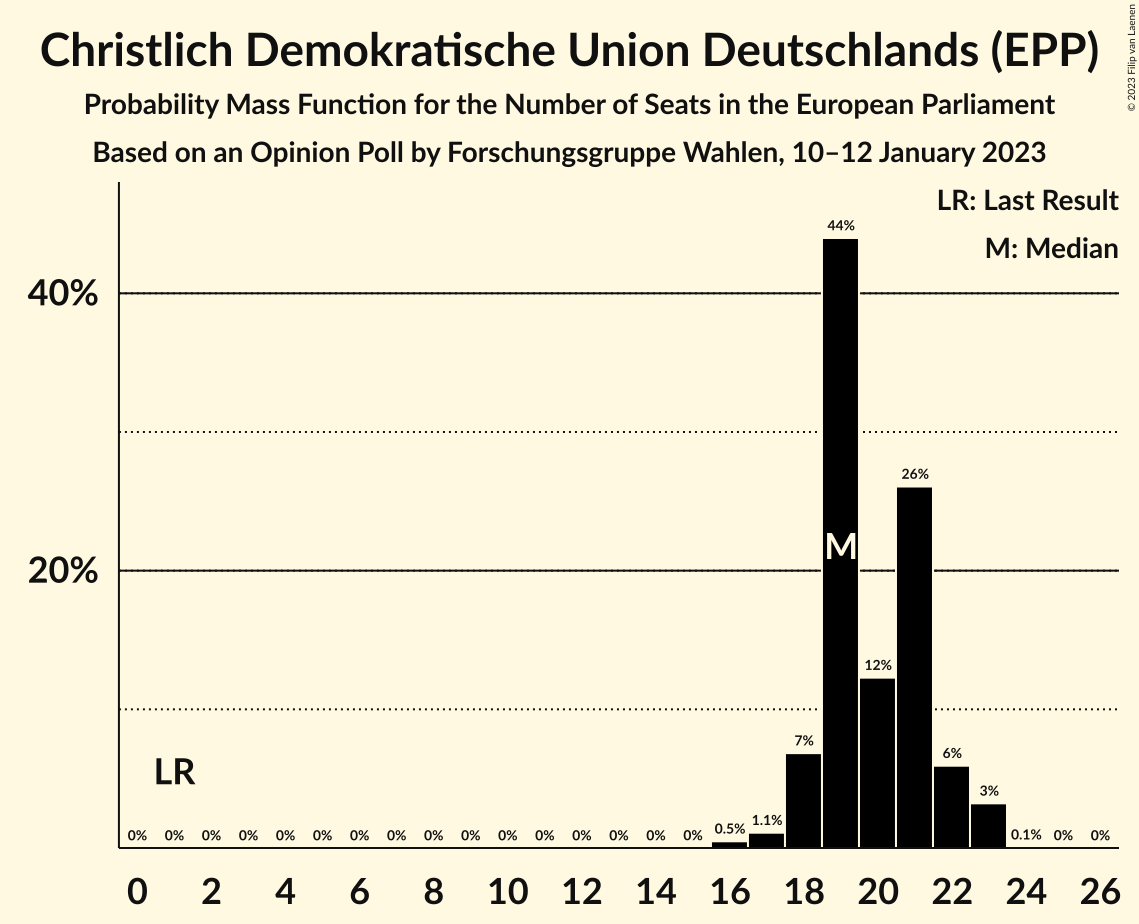 Christlich Demokratische Union Deutschlands (EPP)
Probability Mass Function for the Number of Seats in the European Parliament
Based on an Opinion Poll by Forschungsgruppe Wahlen, 10–12 January 2023
© 2023 Filip van Laenen
LR: Last Result
M: Median
40%
20%
44%
26%
M
12%
7%
6%
3%
LR
0% 0% 0% 0% 0% 0% 0% 0% 0% 0% 0% 0% 0% 0% 0% 0% 0.5% 1.1% 0.1% 0% 0%
0 2 4 6 8 10 12 14 16 18 20 22 24 26